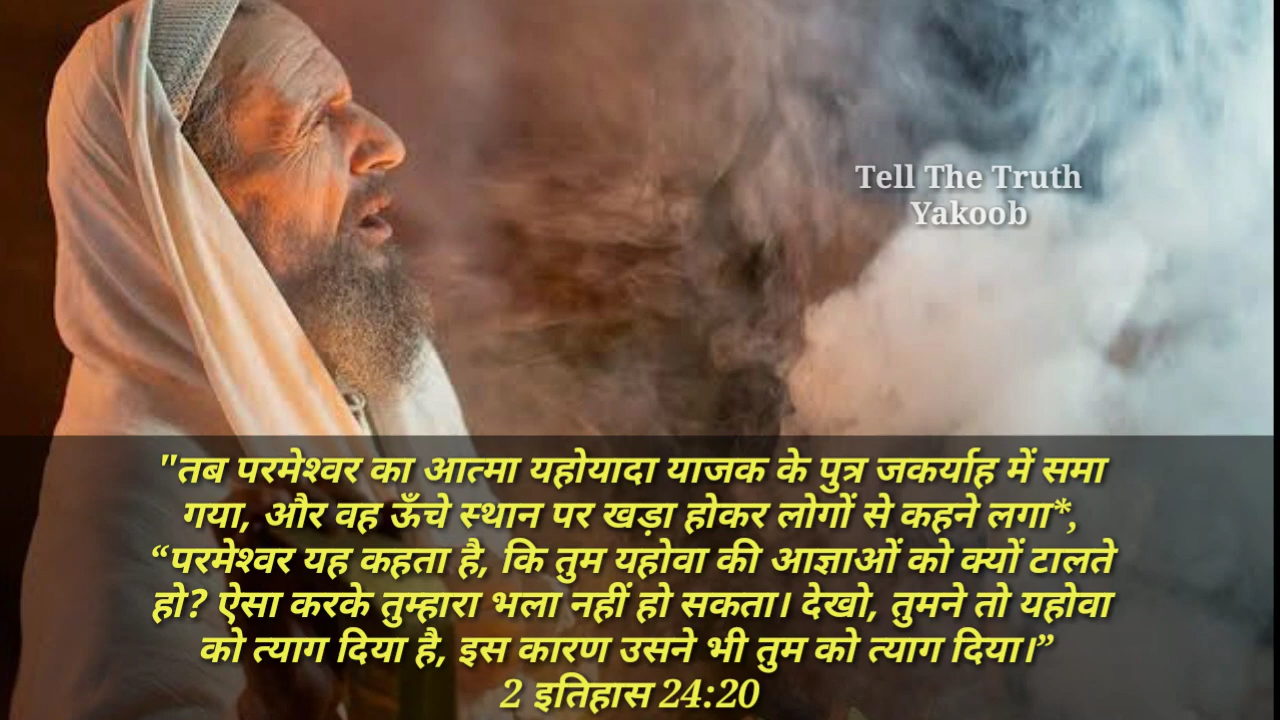 Tell The Truth
Yakoob
"तब परमेश्वर का आत्मा यहोयादा याजक के पुत्र जकर्याह में समा
गया, और वह ऊँचे स्थान पर खड़ा होकर लोगों से कहने लगा*,
“परमेश्वर यह कहता है, कि तुम यहोवा की आज्ञाओं को क्यों टालते
हो? ऐसा करके तुम्हारा भला नहीं हो सकता। देखो, तुमने तो यहोवा
को त्याग दिया है, इस कारण उसने भी तुम को त्याग दिया।”
2 इतिहास 24:20